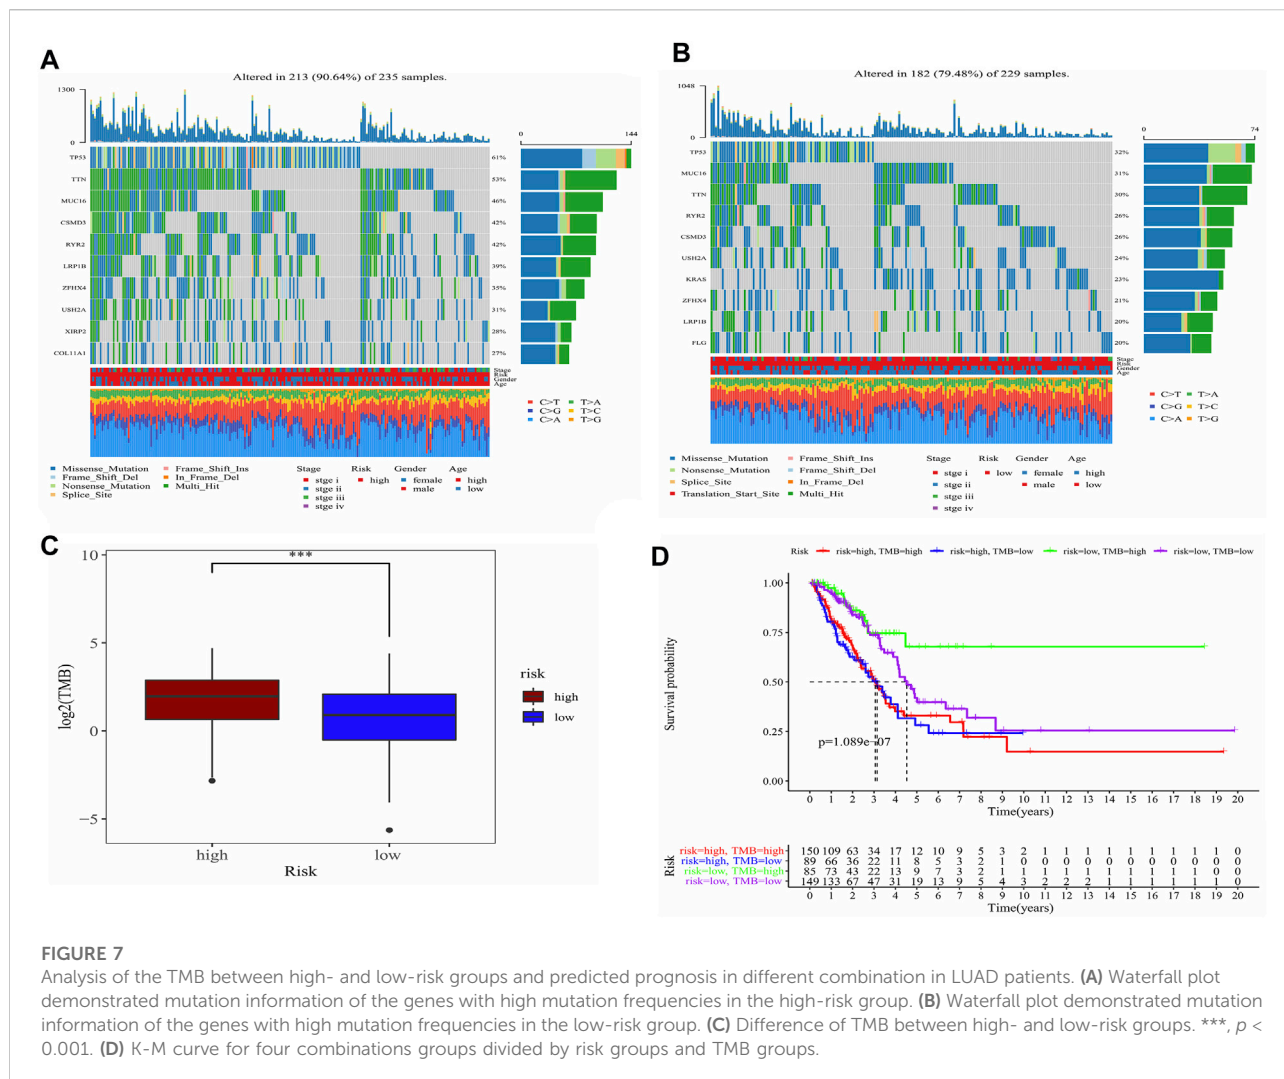 A
Altered in 213 (90.64%) of 235 samples.
1300
0
0 144
TP53 61%
TTN 53%
MUC16 46%
CSMD3 42%
RYR2 42%
LRP1B 39%
ZFHX4 35%
USH2A 31%
XIRP2 28%
COL11A1 27%
Stage
Risk
Gender
Age
C>T T>A
C>G T>C
C>A T>G
Missense_Mutation Frame_Shift_Ins
Frame_Shift_Del In_Frame_Del
Nonsense_Mutation Multi_Hit
Splice_Site
Stage Risk Gender Age
stge i high female high
stge ii male low
stge iii
stge iv
B
Altered in 182 (79.48%) of 229 samples.
1048
0
0 74
TP53 32%
MUC16 31%
TTN 30%
RYR2 26%
CSMD3 26%
USH2A 24%
KRAS 23%
ZFHX4 21%
LRP1B 20%
FLG 20%
Stage
Risk
Gender
Age
C>T T>A
C>G T>C
C>A T>G
Missense_Mutation Frame_Shift_Ins
Nonsense_Mutation Frame_Shift_Del
Splice_Site In_Frame_Del
Translation_Start_Site Multi_Hit
Stage Risk Gender Age
stge i low female high
stge ii male low
stge iii
stge iv
C
10
5
0
−5
log2(TMB)
***
high low
Risk
risk
high
low
D
Risk risk=high, TMB=high risk=high, TMB=low risk=low, TMB=high risk=low, TMB=low
1.00
0.75
0.50
0.25
0.00
Survival probability
p=1.089e−07
0 1 2 3 4 5 6 7 8 9 10 11 12 13 14 15 16 17 18 19 20
Time(years)
Risk
risk=high, TMB=high 150 109 63 34 17 12 10 9 5 3 2 1 1 1 1 1 1 1 1 1 0
risk=high, TMB=low 89 66 36 22 11 8 5 3 2 1 0 0 0 0 0 0 0 0 0 0 0
risk=low, TMB=high 85 73 43 22 13 9 7 3 2 1 1 1 1 1 1 1 1 1 1 0 0
risk=low, TMB=low 149 133 67 47 31 19 13 9 5 4 3 2 2 2 1 1 1 1 1 1 0
0 1 2 3 4 5 6 7 8 9 10 11 12 13 14 15 16 17 18 19 20
Time(years)
FIGURE 7
Analysis of the TMB between high- and low-risk groups and predicted prognosis in different combination in LUAD patients. (A) Waterfall plot
demonstrated mutation information of the genes with high mutation frequencies in the high-risk group. (B) Waterfall plot demonstrated mutation
information of the genes with high mutation frequencies in the low-risk group. (C) Difference of TMB between high- and low-risk groups. ***, p <
0.001. (D) K-M curve for four combinations groups divided by risk groups and TMB groups.